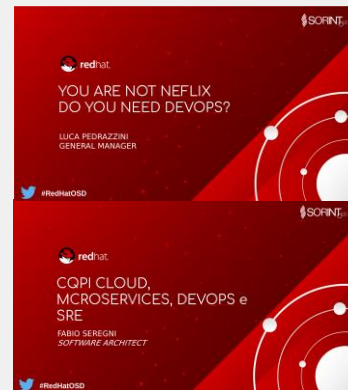 SORINT
redhat.
YOU ARE NOT NEFLIX
DO YOU NEED DEVOPS?
LUCA PEDRAZZINI
GENERAL MANAGER
#RedHatOSD
SORINT
redhat.
CQPI CLOUD,
MCROSERVICES, DEVOPS e
SRE
FABIO SEREGNI
SOFTWARE ARCHITECT
#RedHatOSD